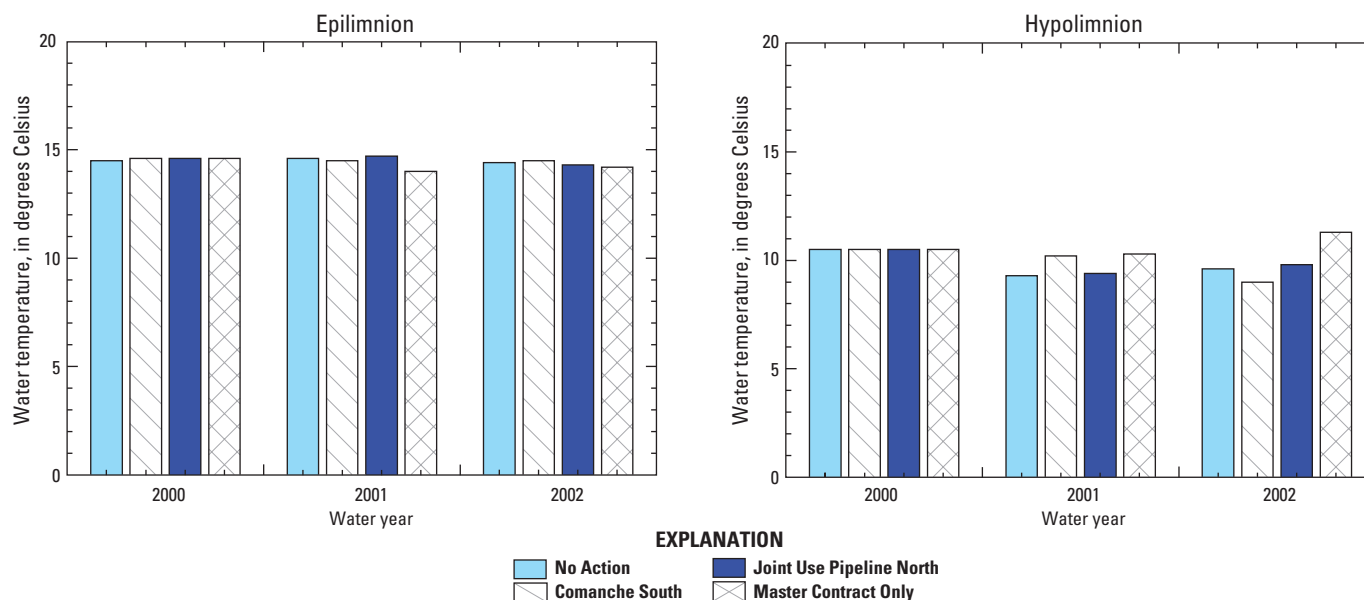 Epilimnion
Water temperature, in degrees Celsius
20
15
10
5
0
2000 2001 2002
Water year
Hypolimnion
Water temperature, in degrees Celsius
20
15
10
5
0
2000 2001 2002
Water year
EXPLANATION
No Action
Comanche South
Joint Use Pipeline North
Master Contract Only